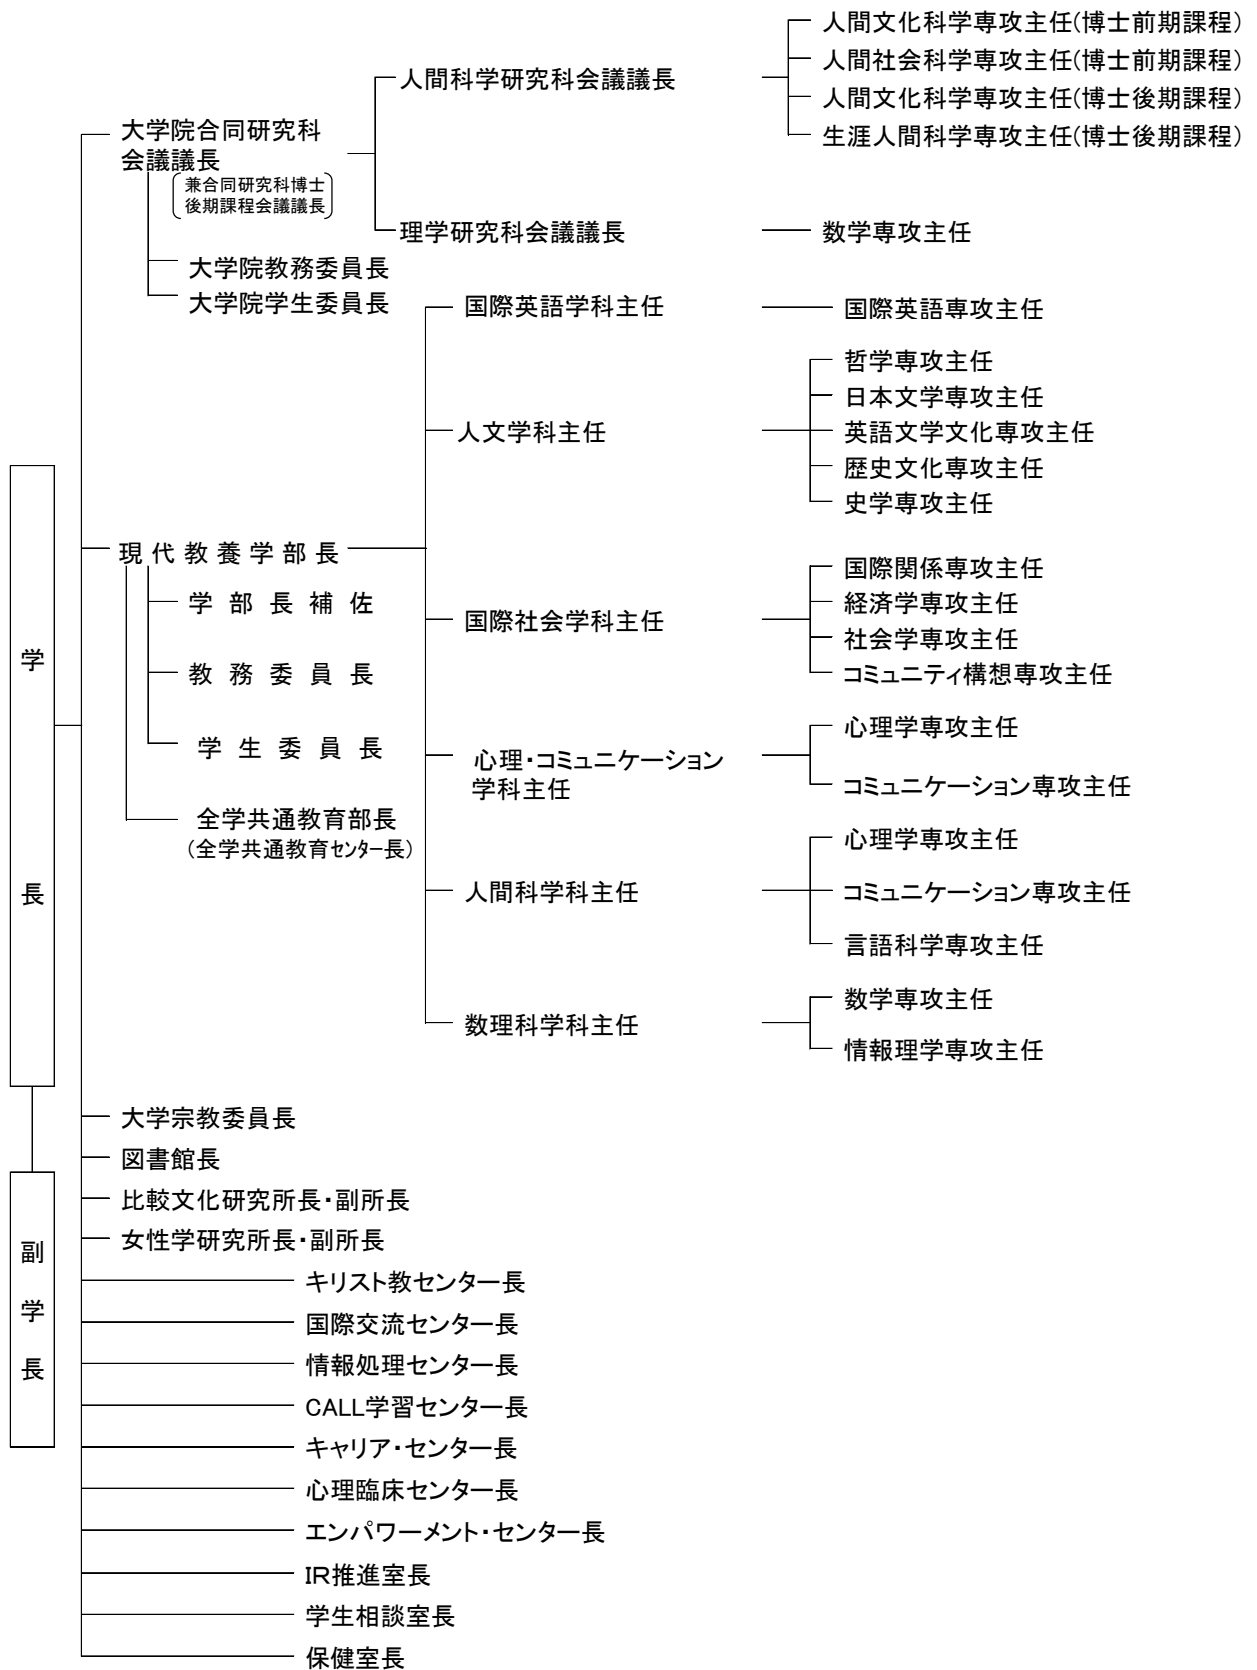 学
長
副
学
長
大学院合同研究科
会議議長
兼合同研究科博士
後期課程会議議長
大学院教務委員長
大学院学生委員長
人間科学研究科会議議長
人間文化科学専攻主任(博士前期課程)
人間社会科学専攻主任(博士前期課程)
人間文化科学専攻主任(博士後期課程)
生涯人間科学専攻主任(博士後期課程)
理学研究科会議議長
数学専攻主任
現代教養学部長
学部長補佐
教務委員長
学生委員長
全学共通教育部長
(全学共通教育センター長)
国際英語学科主任
国際英語専攻主任
人文学科主任
哲学専攻主任
日本文学専攻主任
英語文学文化専攻主任
歴史文化専攻主任
史学専攻主任
国際社会学科主任
国際関係専攻主任
経済学専攻主任
社会学専攻主任
コミュニティ構想専攻主任
心理・コミュニケーション
学科主任
心理学専攻主任
コミュニケーション専攻主任
人間科学科主任
心理学専攻主任
コミュニケーション専攻主任
言語科学専攻主任
数理科学科主任
数学専攻主任
情報理学専攻主任
大学宗教委員長
図書館長
比較文化研究所長・副所長
女性学研究所長・副所長
キリスト教センター長
国際交流センター長
情報処理センター長
CALL学習センター長
キャリア・センター長
心理臨床センター長
エンパワーメント・センター長
IR推進室長
学生相談室長
保健室長